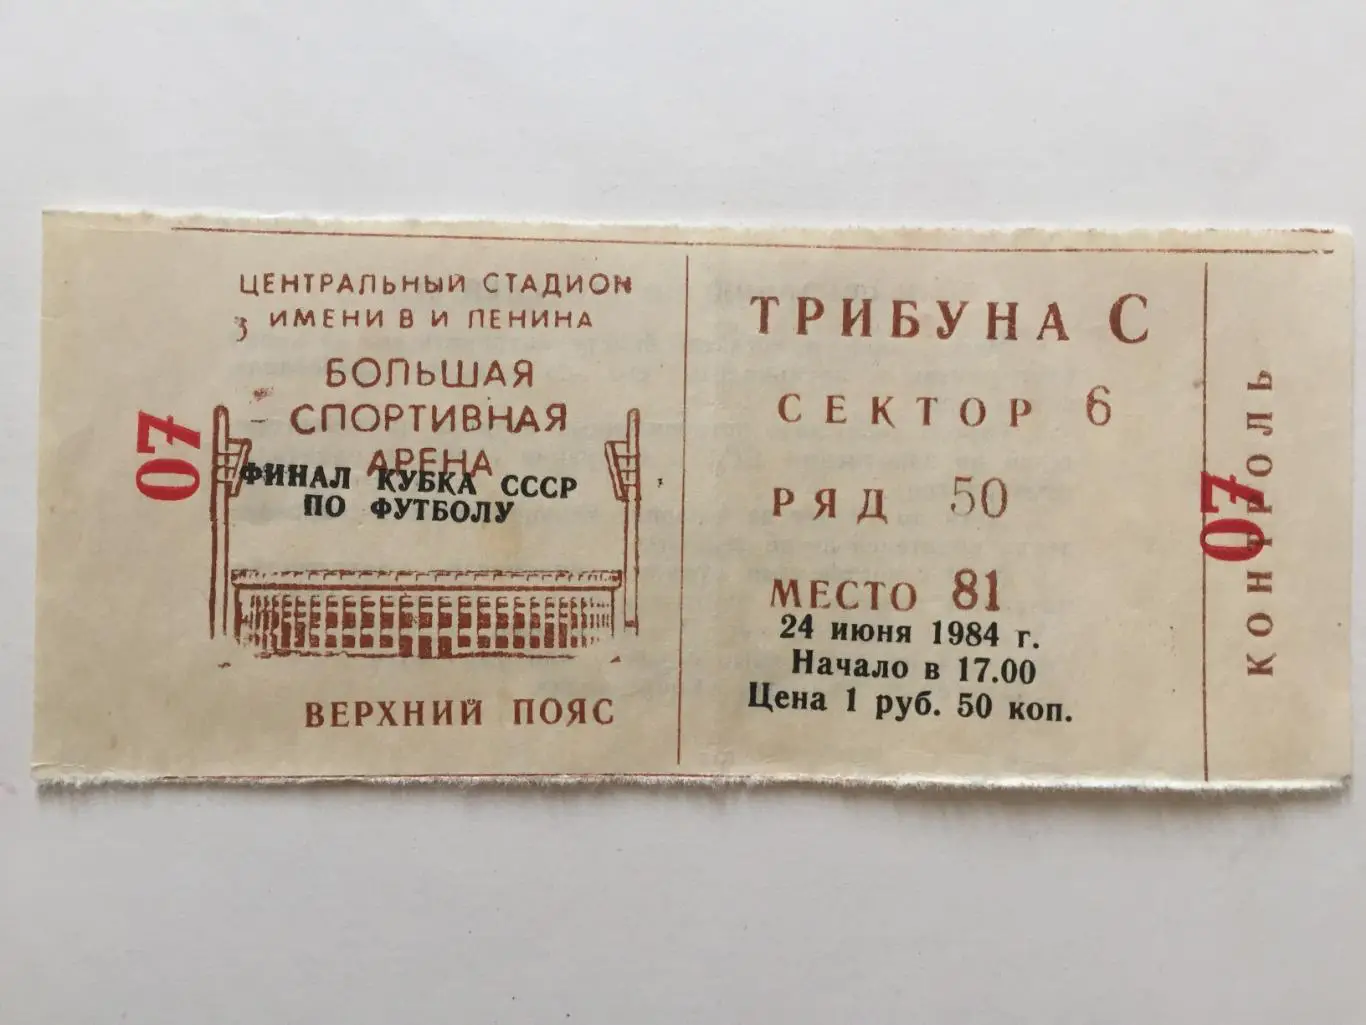 07
ЦЕНТРАЛЬНЫЙ СТАДИОН
ИМЕНИ В И ЛЕНИНА
БОЛЬШАЯ
СПОРТИВНАЯ
АРЕНА
ФИНАЛ КУБКА СССР
ПО ФУТБОЛУ
ВЕРХНИЙ ПОЯС
ТРИБУНА С
СЕКТОР 6
РЯД 50
МЕСТО 81
24 июня 1984 г.
Начало в 17.00
Цена 1 руб. 50 коп.
07
КОНТРОЛЬ